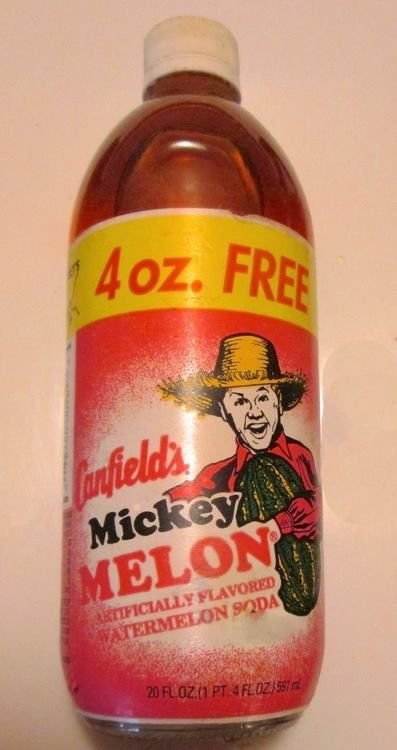 4 oz. FREE
Canfield's
Mickey
MELON®
ARTIFICIALLY FLAVORED
WATERMELON SODA
20 FL.OZ.(1 PT. 4 FL.OZ.) 591 mL